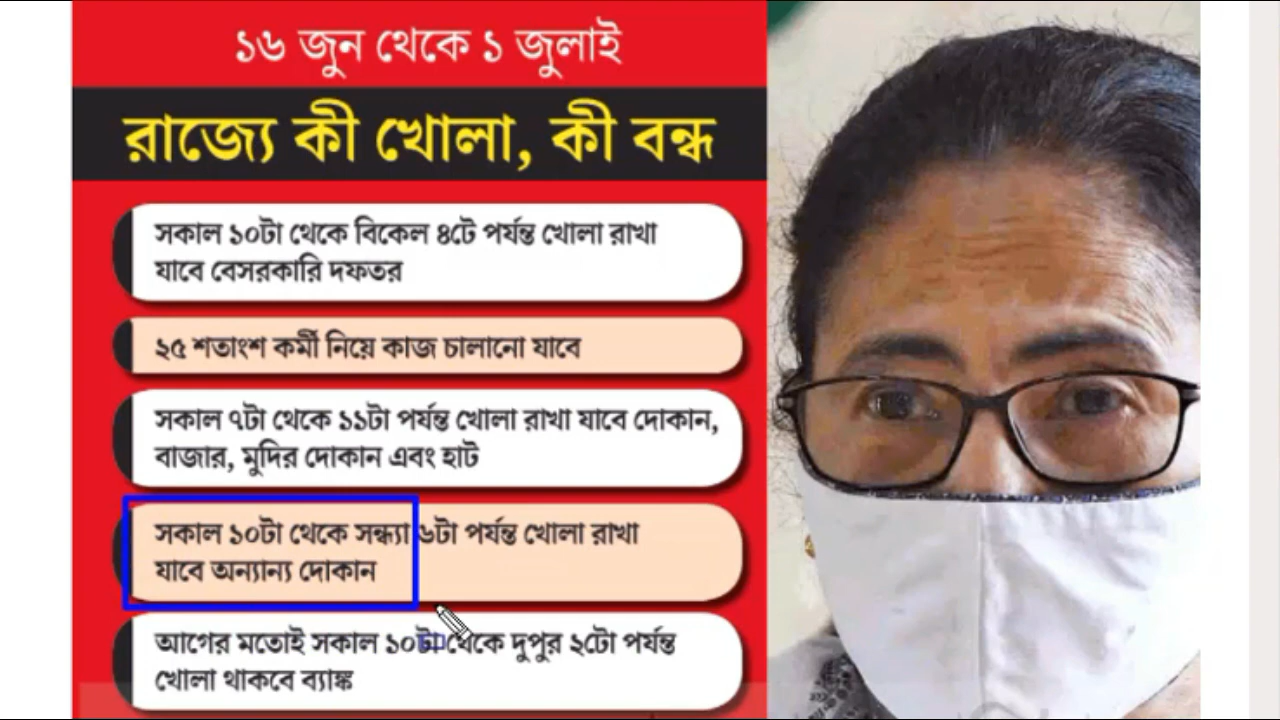 ১৬ জুন থেকে ১ জুলাই
রাজ্যে কী খোলা, কী বন্ধ
সকাল ১০টা থেকে বিকেল ৪টে পর্যন্ত খোলা রাখা
যাবে বেসরকারি দফতর
২৫ শতাংশ কর্মী নিয়ে কাজ চালানো যাবে
সকাল ৭টা থেকে ১১টা পর্যন্ত খোলা রাখা যাবে দোকান,
বাজার, মুদির দোকান এবং হাট
সকাল ১০টা থেকে সন্ধ্যা ৬টা পর্যন্ত খোলা রাখা
যাবে অন্যান্য দোকান
আগের মতোই সকাল ১০টা থেকে দুপুর ২টো পর্যন্ত
খোলা থাকবে ব্যাঙ্ক